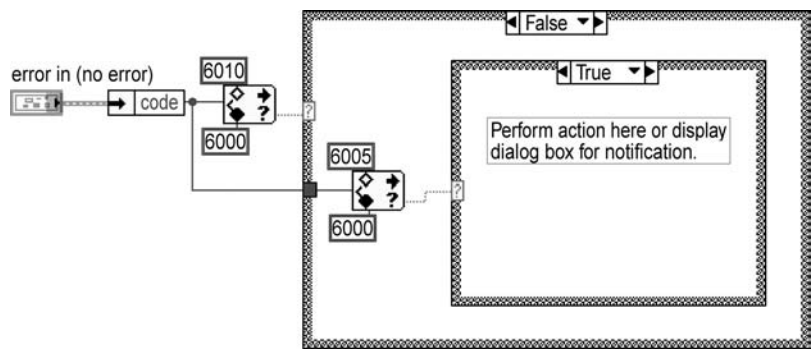 False
error in (no error)
6010
True
code
?
?
Perform action here or display
dialog box for notification.
6000
6005
?
?
6000